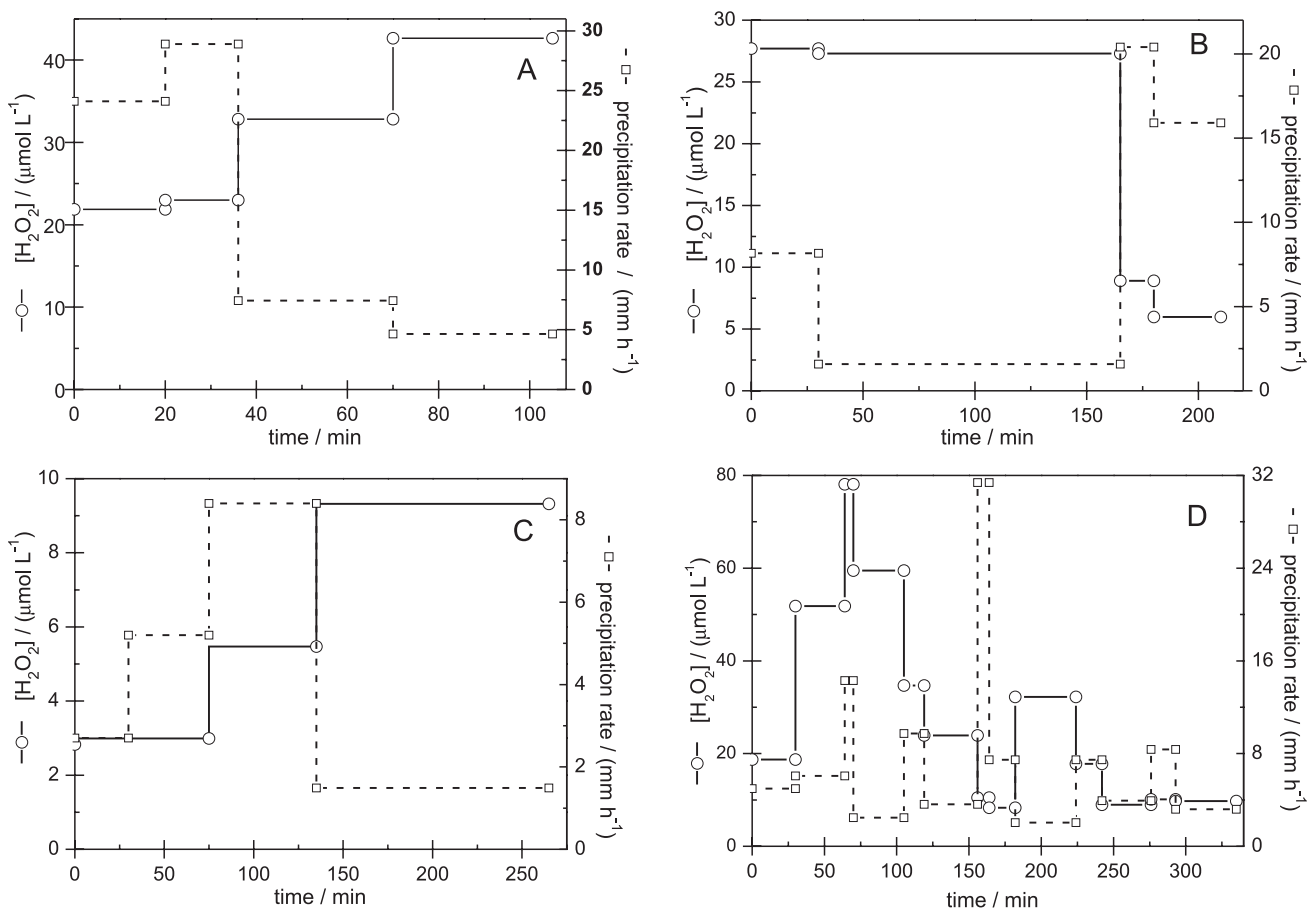 A
[H2O2] / (μmol L-1)
40
30
20
10
0
precipitation rate / (mm h-1)
30
25
20
15
10
5
0
0 20 40 60 80 100
time / min
B
[H2O2] / (μmol L-1)
30
25
20
15
10
5
0
precipitation rate / (mm h-1)
20
15
10
5
0
0 50 100 150 200
time / min
C
[H2O2] / (μmol L-1)
10
8
6
4
2
0
precipitation rate / (mm h-1)
8
6
4
2
0
0 50 100 150 200 250
time / min
D
[H2O2] / (μmol L-1)
80
60
40
20
0
precipitation rate / (mm h-1)
32
24
16
8
0
0 50 100 150 200 250 300
time / min